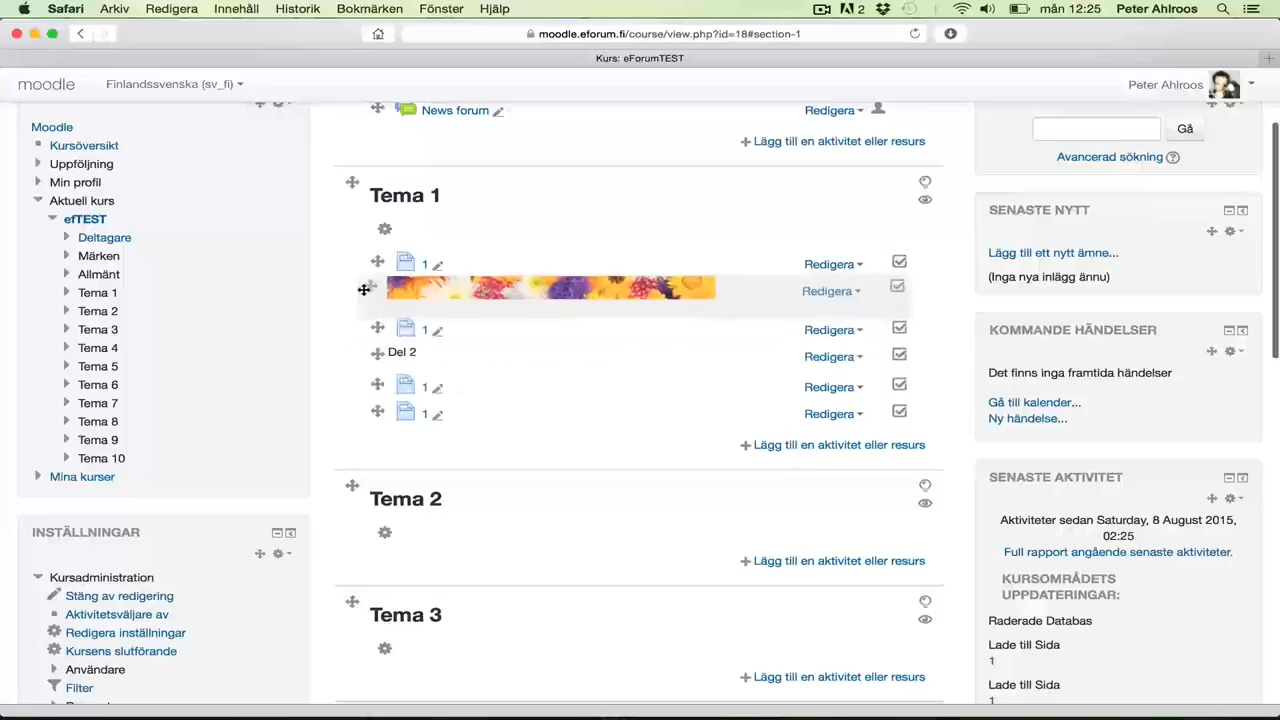 Safari Arkiv Redigera Innehåll Historik Bokmärken Fönster Hjälp 2 mån 12:25 Peter Ahlroos
moodle.eforum.fi/course/view.php?id=18#section-1
Kurs: eForumTEST
moodle Finlandssvenska (sv_fi) Peter Ahlroos
Moodle
Kursöversikt
Uppföljning
Min profil
Aktuell kurs
efTEST
Deltagare
Märken
Allmänt
Tema 1
Tema 2
Tema 3
Tema 4
Tema 5
Tema 6
Tema 7
Tema 8
Tema 9
Tema 10
Mina kurser
INSTÄLLNINGAR
Kursadministration
Stäng av redigering
Aktivitetsväljare av
Redigera inställningar
Kursens slutförande
Användare
Filter
News forum Redigera
Lägg till en aktivitet eller resurs
Tema 1
1 Redigera
Redigera
1 Redigera
Del 2 Redigera
1 Redigera
1 Redigera
Lägg till en aktivitet eller resurs
Tema 2
Lägg till en aktivitet eller resurs
Tema 3
Lägg till en aktivitet eller resurs
Gå
Avancerad sökning
SENASTE NYTT
Lägg till ett nytt ämne...
(Inga nya inlägg ännu)
KOMMANDE HÄNDELSER
Det finns inga framtida händelser
Gå till kalender...
Ny händelse...
SENASTE AKTIVITET
Aktiviteter sedan Saturday, 8 August 2015,
02:25
Full rapport angående senaste aktiviteter.
KURSOMRÅDETS
UPPDATERINGAR:
Raderade Databas
Lade till Sida
1
Lade till Sida
1